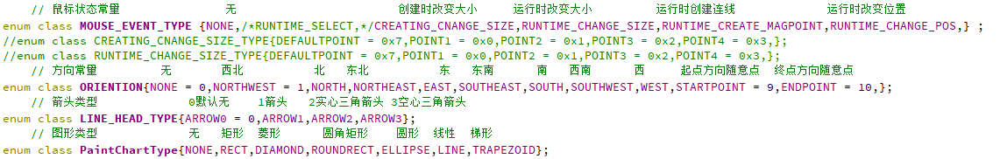 // 鼠标状态常量 无 创建时改变大小 运行时改变大小 运行时创建连线 运行时改变位置
enum class MOUSE_EVENT_TYPE {NONE,/*RUNTIME_SELECT,*/CREATING_CNANGE_SIZE,RUNTIME_CHANGE_SIZE,RUNTIME_CREATE_MAGPOINT,RUNTIME_CHANGE_POS,} ;
//enum class CREATING_CNANGE_SIZE_TYPE{DEFAULTPOINT = 0x7,POINT1 = 0x0,POINT2 = 0x1,POINT3 = 0x2,POINT4 = 0x3,};
//enum class RUNTIME_CHANGE_SIZE_TYPE{DEFAULTPOINT = 0x7,POINT1 = 0x0,POINT2 = 0x1,POINT3 = 0x2,POINT4 = 0x3,};
// 方向常量 无 西北 北 东北 东 东南 南 西南 西 起点方向随意点 终点方向随意点
enum class ORIENTION{NONE = 0,NORTHWEST = 1,NORTH,NORTHEAST,EAST,SOUTHEAST,SOUTH,SOUTHWEST,WEST,STARTPOINT = 9,ENDPOINT = 10,};
// 箭头类型 0默认无 1箭头 2实心三角箭头 3空心三角箭头
enum class LINE_HEAD_TYPE{ARROW0 = 0,ARROW1,ARROW2,ARROW3};
// 图形类型 无 矩形 菱形 圆角矩形 圆形 线性 梯形
enum class PaintChartType{NONE,RECT,DIAMOND,ROUNDRECT,ELLIPSE,LINE,TRAPEZOID};